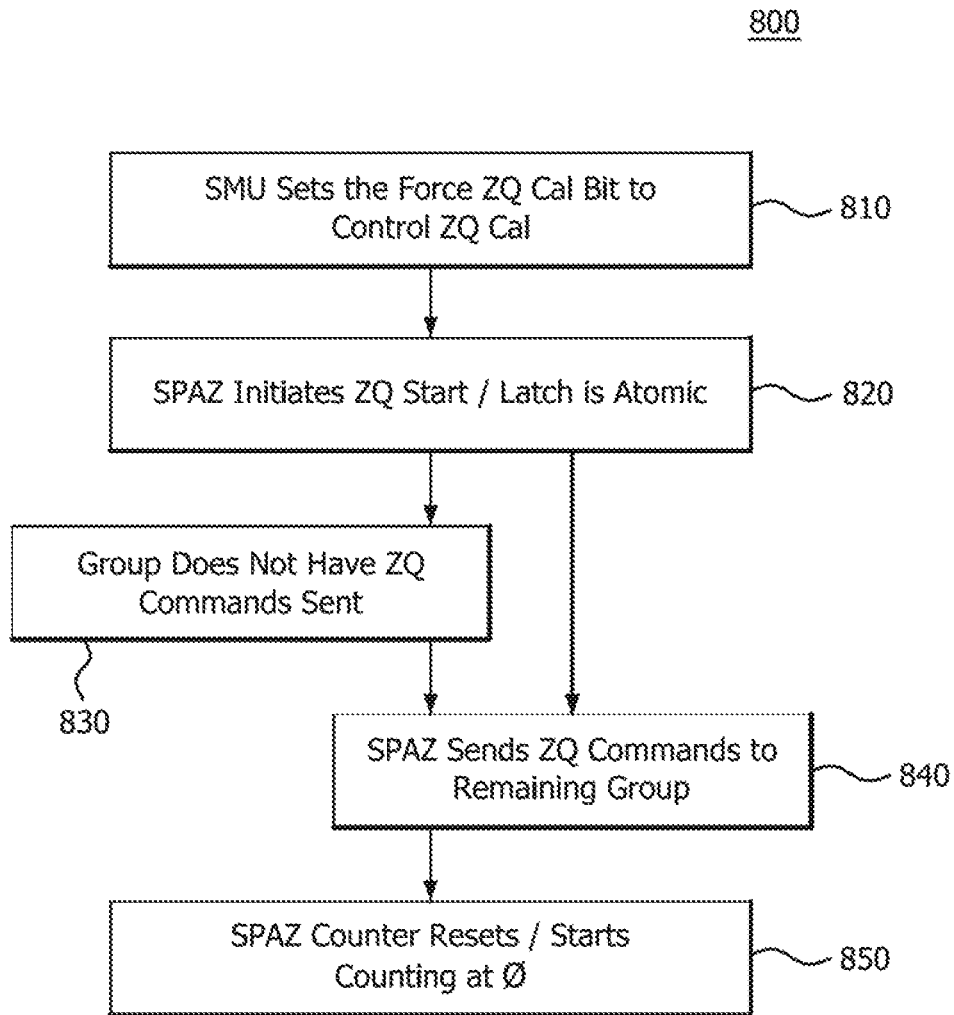 800
SMU Sets the Force ZQ Cal Bit to
Control ZQ Cal
810
SPAZ Initiates ZQ Start / Latch is Atomic
820
Group Does Not Have ZQ
Commands Sent
830
SPAZ Sends ZQ Commands to
Remaining Group
840
SPAZ Counter Resets / Starts
Counting at Ø
850